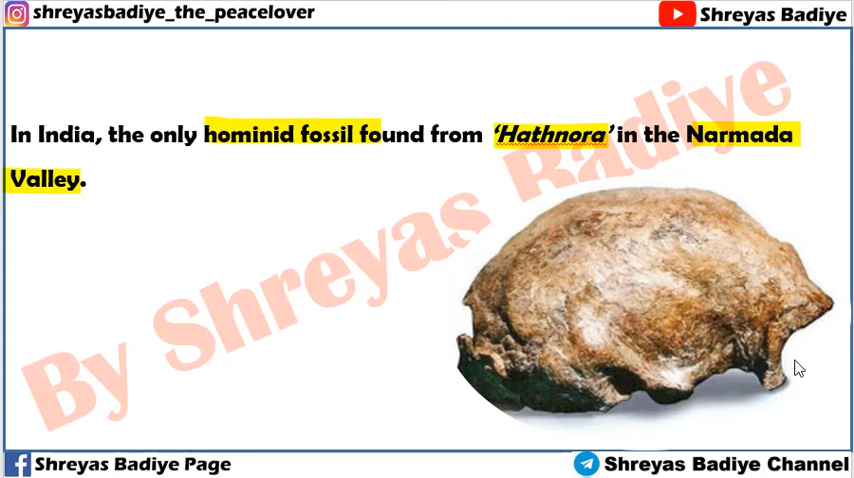 shreyasbadiye_the_peacelover
Shreyas Badiye
In India, the only hominid fossil found from ‘Hathnora’ in the Narmada
Valley.
By Shreyas Badiye
Shreyas Badiye Page
Shreyas Badiye Channel